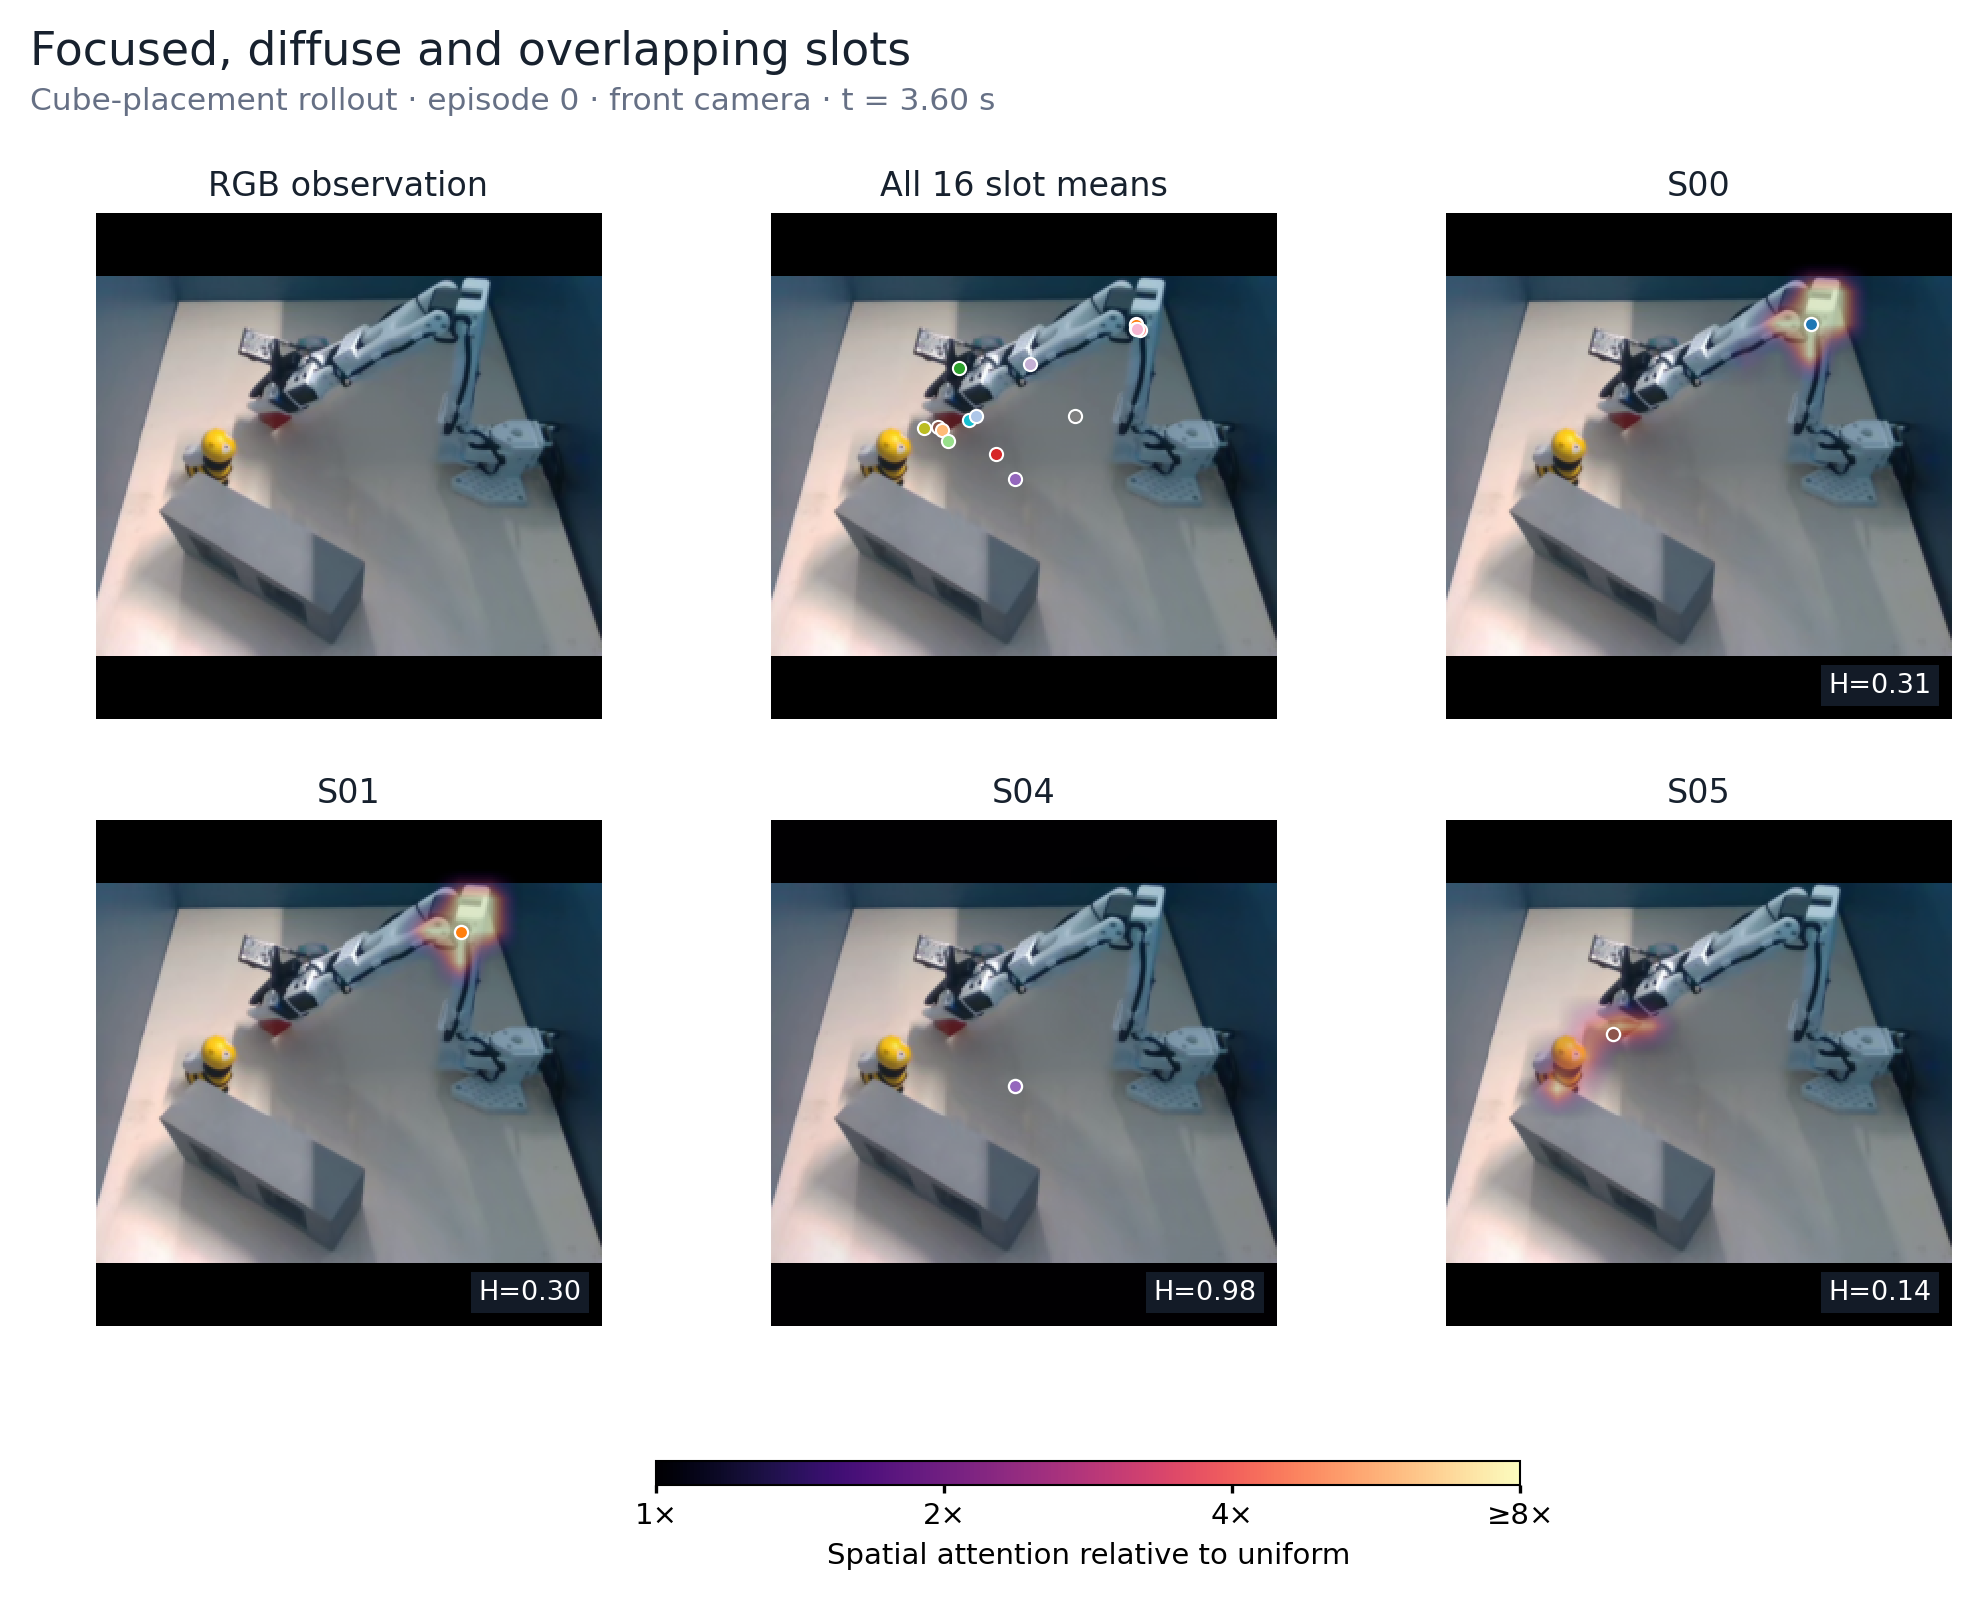 Focused, diffuse and overlapping slots
Cube-placement rollout · episode 0 · front camera · t = 3.60 s
RGB observation
All 16 slot means
S00
H=0.31
S01
S04
S05
H=0.30
H=0.98
H=0.14
1×
2×
4×
≥8×
Spatial attention relative to uniform